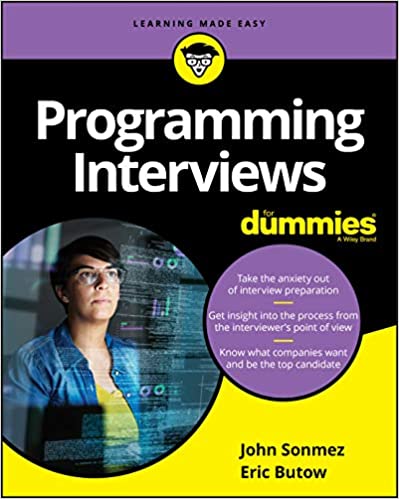 LEARNING MADE EASY
Programming
Interviews
for
dummies®
A Wiley Brand
Take the anxiety out
of interview preparation
Get insight into the process from
the interviewer's point of view
Know what companies want
and be the top candidate
John Sonmez
Eric Butow